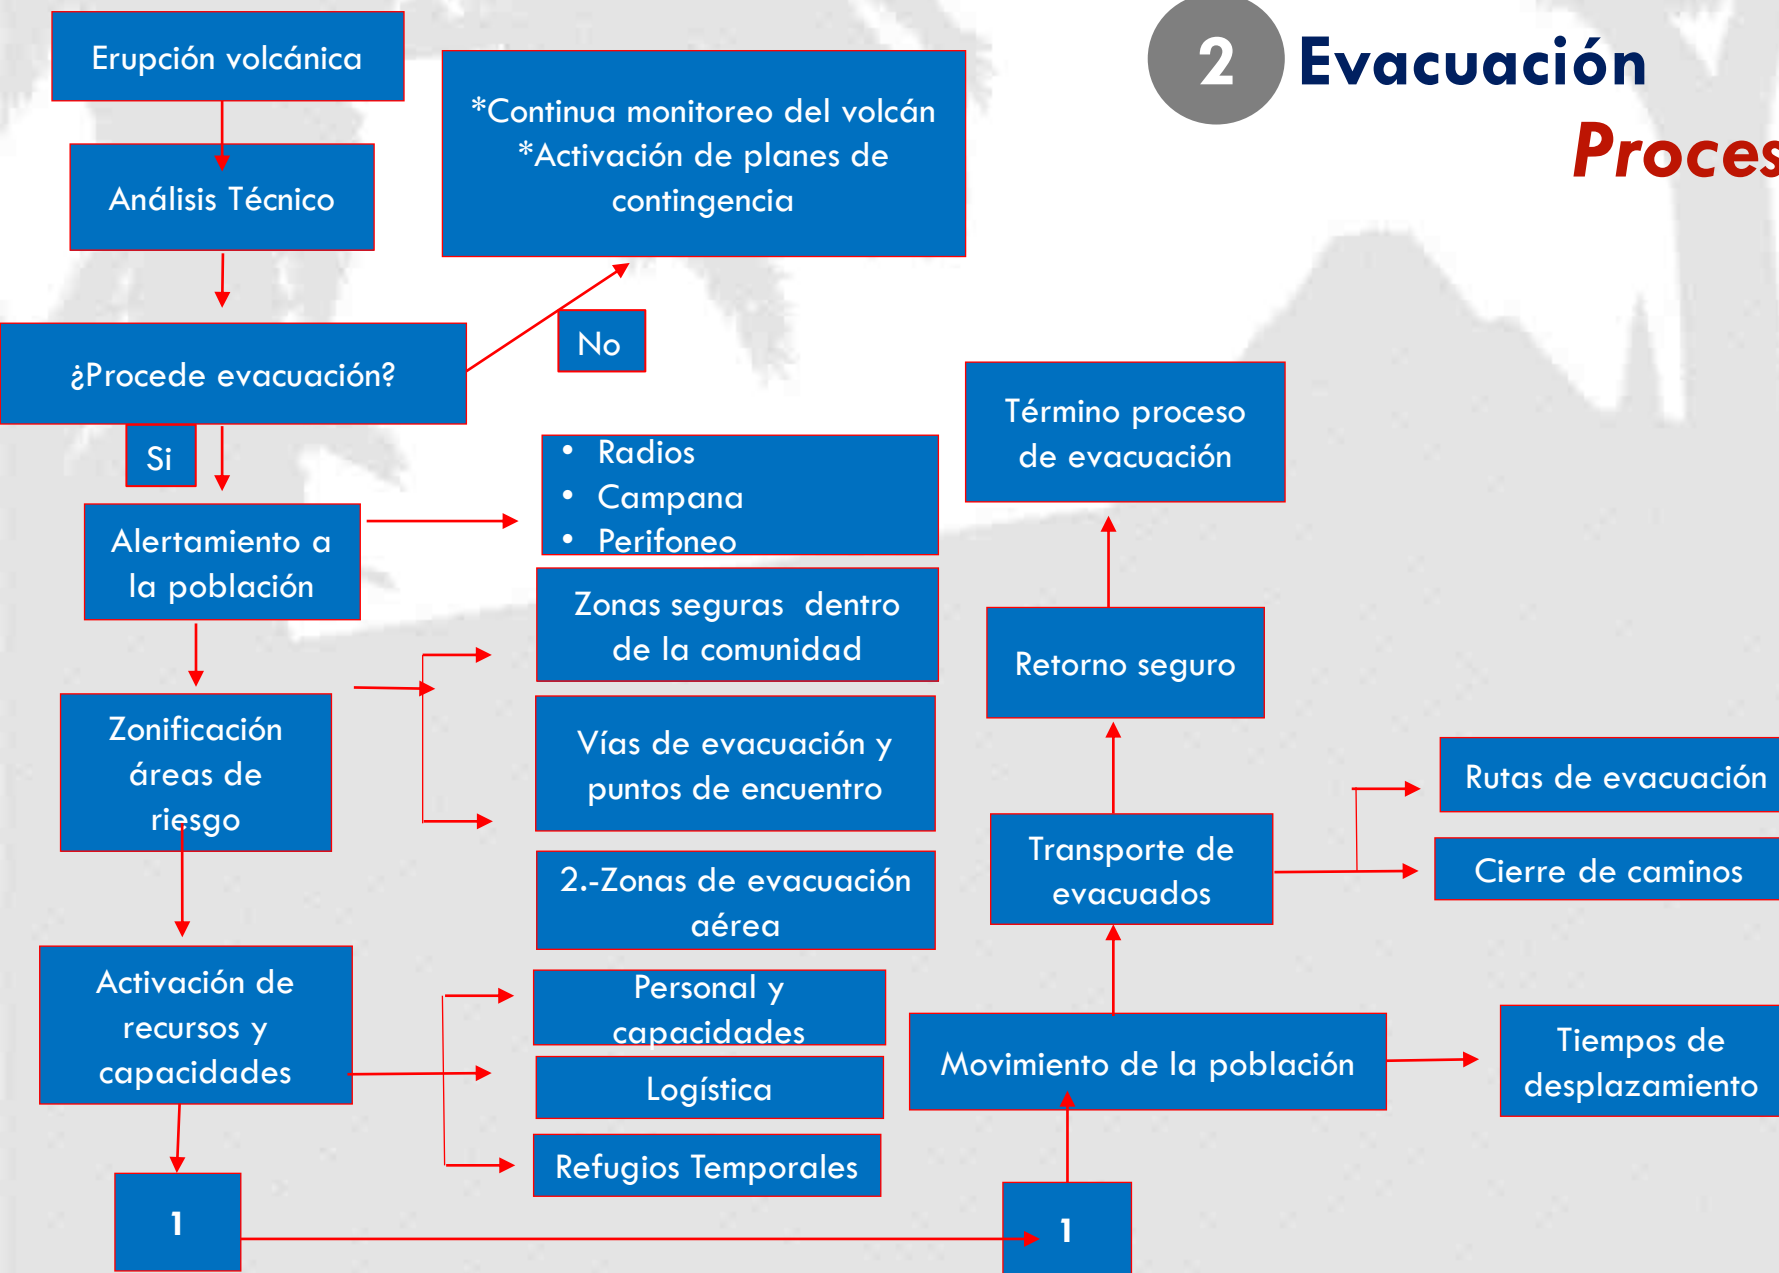 2 Evacuación
Proces
Erupción volcánica
Análisis Técnico
*Continua monitoreo del volcán
*Activación de planes de
contingencia
¿Procede evacuación?
No
Si
Alertamiento a
la población
• Radios
• Campana
• Perifoneo
Zonificación
áreas de
riesgo
Zonas seguras dentro
de la comunidad
Vías de evacuación y
puntos de encuentro
2.-Zonas de evacuación
aérea
Activación de
recursos y
capacidades
Personal y
capacidades
Logística
Refugios Temporales
1
1
Movimiento de la población
Tiempos de
desplazamiento
Transporte de
evacuados
Rutas de evacuación
Cierre de caminos
Retorno seguro
Término proceso
de evacuación